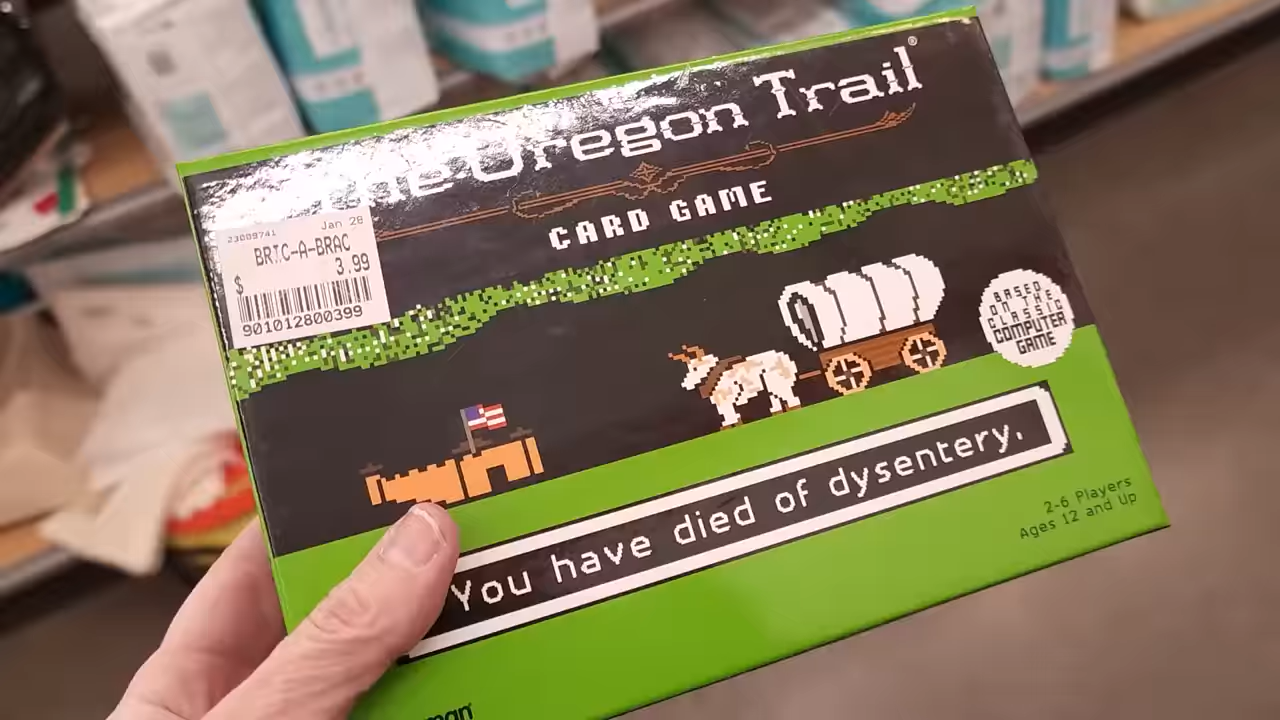 The Oregon Trail®
CARD GAME
23009741 Jan 28
BRIC-A-BRAC
$ 3.99
901012800399
BASED
ON THE
CLASSIC
COMPUTER
GAME
You have died of dysentery.
2-6 Players
Ages 12 and Up